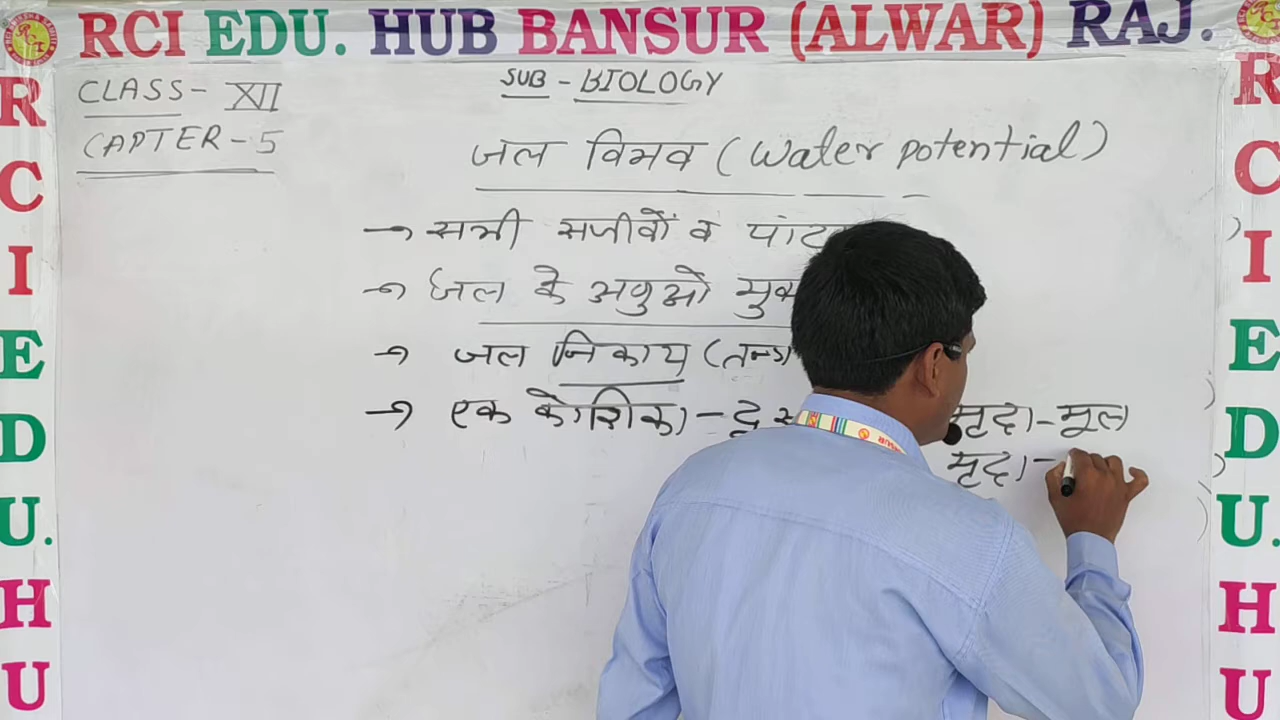 RCI EDU. HUB BANSUR (ALWAR) RAJ.
CLASS- XII
SUB - BIOLOGY
CAPTER-5
जल विभव (Water potential)
→ सभी सजीवों व
→ जल के अणुओ
→ जल निकाय
→ एक कोशिका - मृदा-मूल
मृदा-
R C I E D U. H U
R C I E D U. H U